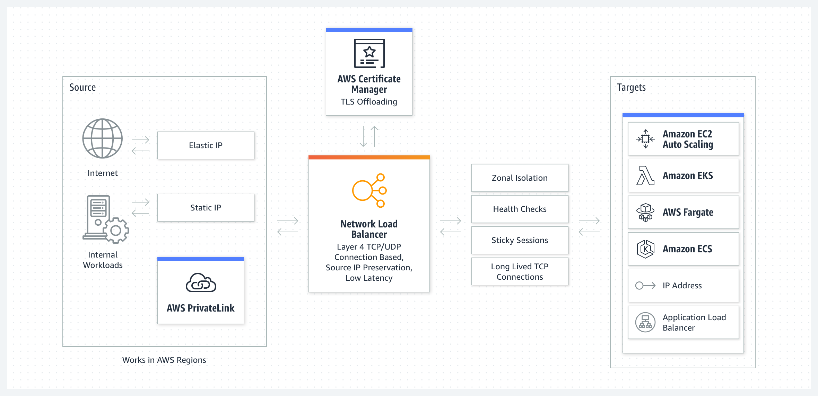 AWS Certificate
Manager
TLS Offloading
Source
Internet
Elastic IP
Internal
Workloads
Static IP
AWS PrivateLink
Works in AWS Regions
Network Load
Balancer
Layer 4 TCP/UDP
Connection Based,
Source IP Preservation,
Low Latency
Zonal Isolation
Health Checks
Sticky Sessions
Long Lived TCP
Connections
Targets
Amazon EC2
Auto Scaling
Amazon EKS
AWS Fargate
Amazon ECS
IP Address
Application Load
Balancer